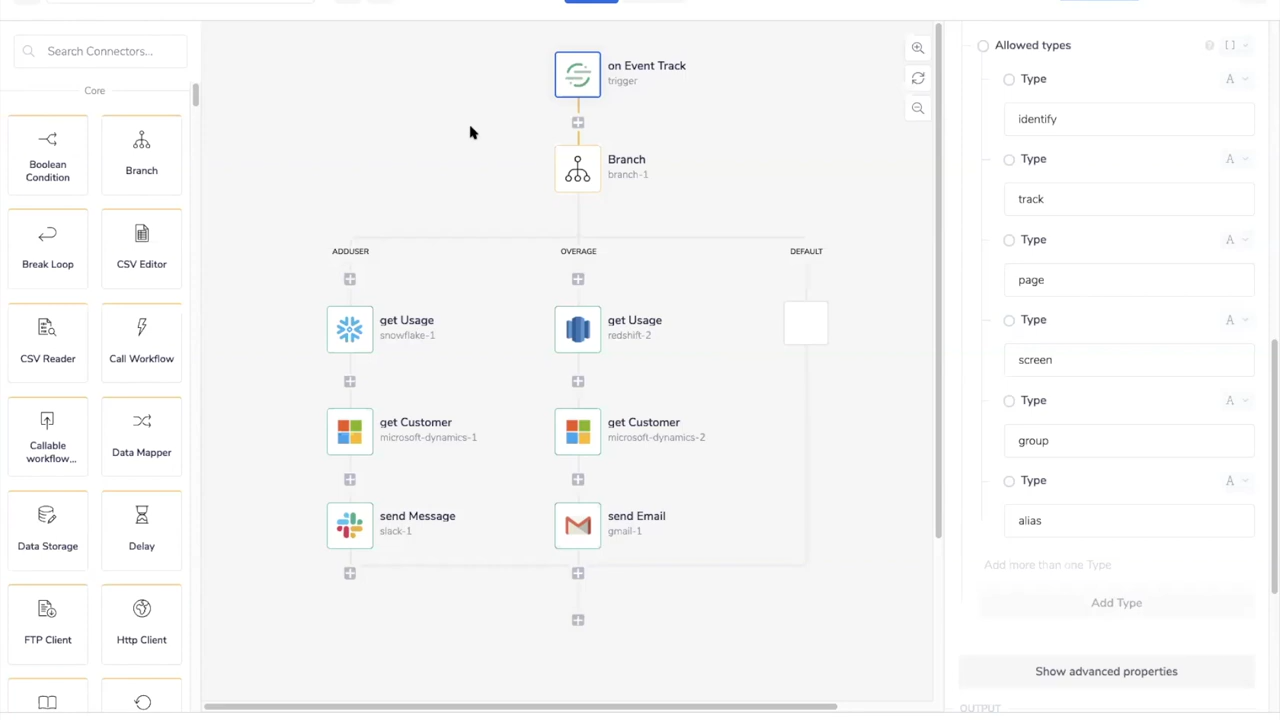 Search Connectors...
Core
Boolean
Condition
Branch
Break Loop
CSV Editor
CSV Reader
Call Workflow
Callable
workflow...
Data Mapper
Data Storage
Delay
FTP Client
Http Client
on Event Track
trigger
Branch
branch-1
ADDUSER
OVERAGE
DEFAULT
get Usage
snowflake-1
get Usage
redshift-2
get Customer
microsoft-dynamics-1
get Customer
microsoft-dynamics-2
send Message
slack-1
send Email
gmail-1
Allowed types
[ ]
Type
A
identify
Type
A
track
Type
A
page
Type
A
screen
Type
A
group
Type
A
alias
Add more than one Type
Add Type
Show advanced properties
OUTPUT